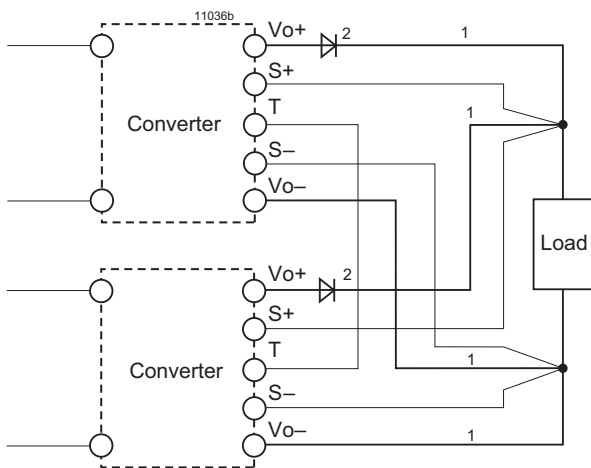 11036b
Vo+
2
1
S+
T
1
Converter
S–
Vo–
Load
Vo+
2
S+
T
1
Converter
S–
Vo–
1